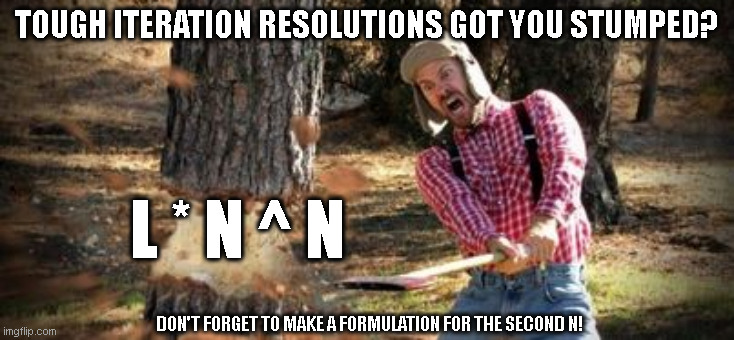 TOUGH ITERATION RESOLUTIONS GOT YOU STUMPED?
L * N ^ N
DON'T FORGET TO MAKE A FORMULATION FOR THE SECOND N!
imgflip.com